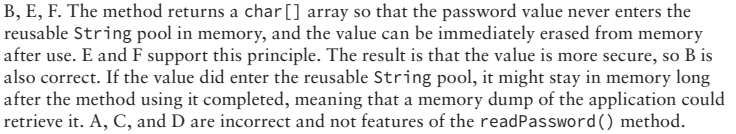 B, E, F. The method returns a char[] array so that the password value never enters the
reusable String pool in memory, and the value can be immediately erased from memory
after use. E and F support this principle. The result is that the value is more secure, so B is
also correct. If the value did enter the reusable String pool, it might stay in memory long
after the method using it completed, meaning that a memory dump of the application could
retrieve it. A, C, and D are incorrect and not features of the readPassword() method.